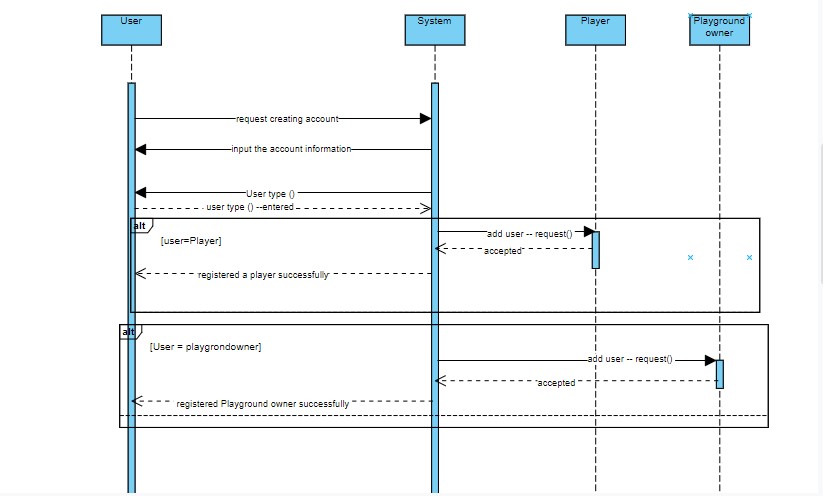 User
System
Player
Playground
owner
request creating account
input the account information
User type ()
user type () --entered
alt
[user=Player]
add user -- request()
accepted
registered a player successfully
alt
[User = playgrondowner]
add user -- request()
accepted
registered Playground owner successfully